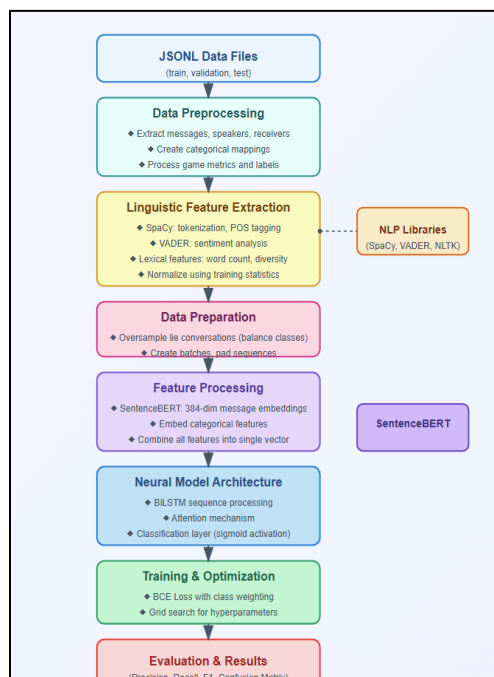 JSONL Data Files
(train, validation, test)
Data Preprocessing
◆ Extract messages, speakers, receivers
◆ Create categorical mappings
◆ Process game metrics and labels
Linguistic Feature Extraction
◆ SpaCy: tokenization, POS tagging
◆ VADER: sentiment analysis
◆ Lexical features: word count, diversity
◆ Normalize using training statistics
NLP Libraries
(SpaCy, VADER, NLTK)
Data Preparation
◆ Oversample lie conversations (balance classes)
◆ Create batches, pad sequences
Feature Processing
◆ SentenceBERT: 384-dim message embeddings
◆ Embed categorical features
◆ Combine all features into single vector
SentenceBERT
Neural Model Architecture
◆ BiLSTM sequence processing
◆ Attention mechanism
◆ Classification layer (sigmoid activation)
Training & Optimization
◆ BCE Loss with class weighting
◆ Grid search for hyperparameters
Evaluation & Results
(Precision, Recall, F1, Confusion Matrix)